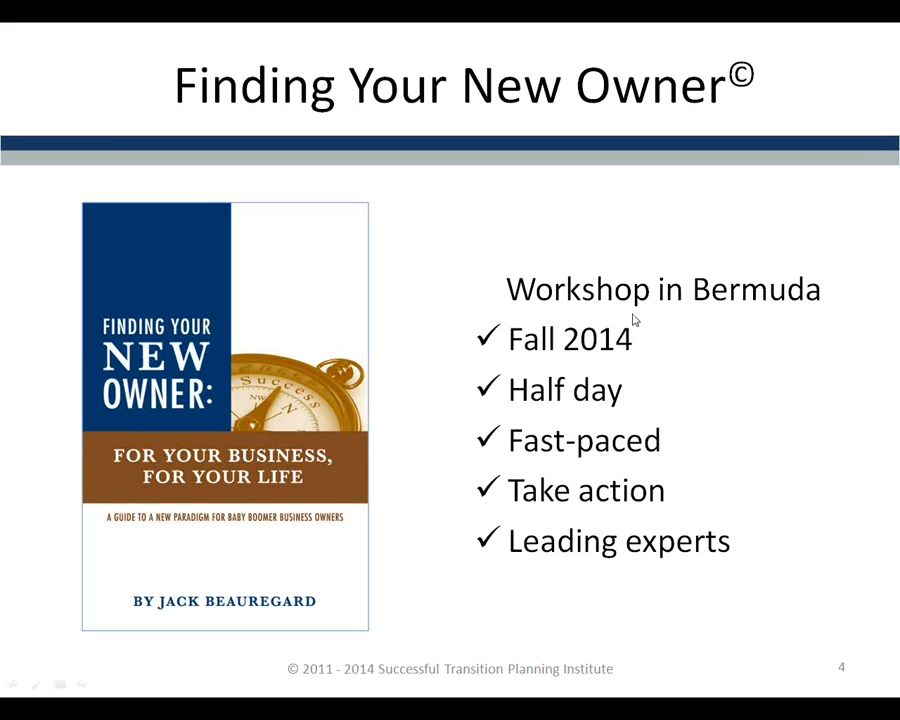 Finding Your New Owner©
FINDING YOUR
NEW
OWNER:
Success
NW
N
FOR YOUR BUSINESS,
FOR YOUR LIFE
A GUIDE TO A NEW PARADIGM FOR BABY BOOMER BUSINESS OWNERS
BY JACK BEAUREGARD
Workshop in Bermuda
✓ Fall 2014
✓ Half day
✓ Fast-paced
✓ Take action
✓ Leading experts
© 2011 - 2014 Successful Transition Planning Institute
4